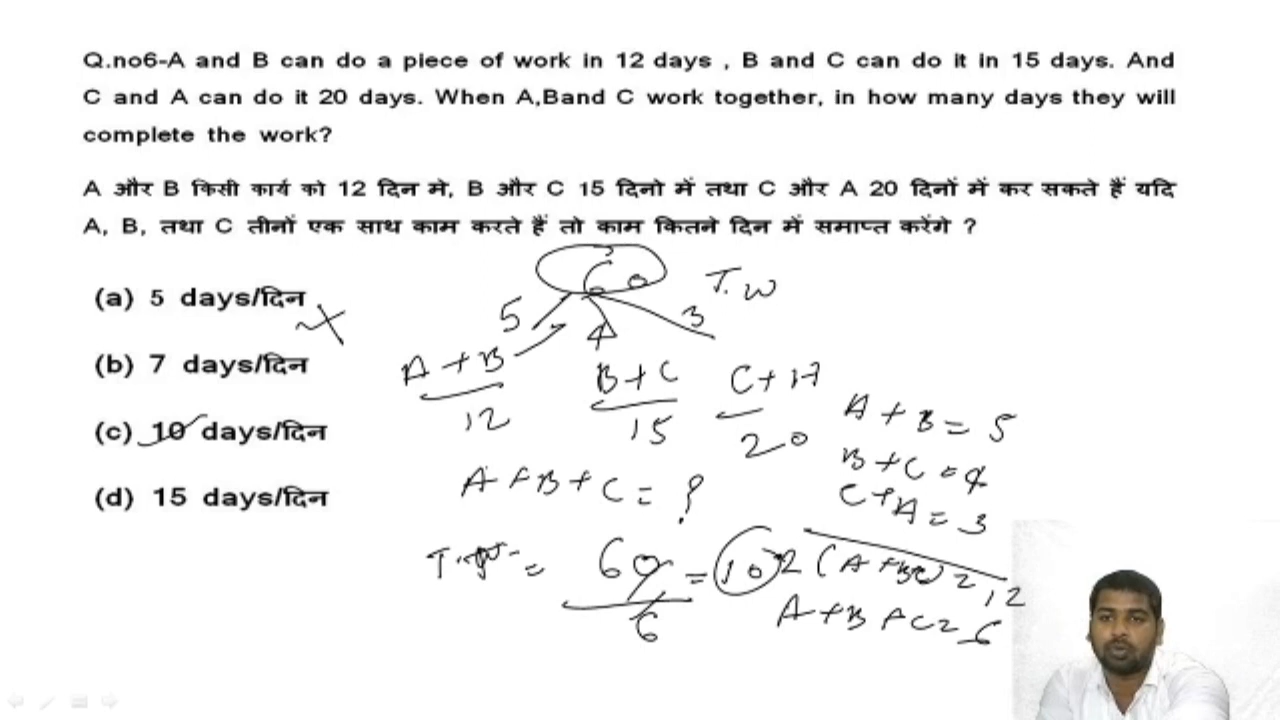 Q.no6-A and B can do a piece of work in 12 days , B and C can do it in 15 days. And
C and A can do it 20 days. When A,Band C work together, in how many days they will
complete the work?
A और B किसी कार्य को 12 दिन मे, B और C 15 दिनो में तथा C और A 20 दिनों में कर सकते हैं यदि
A, B, तथा C तीनों एक साथ काम करते हैं तो काम कितने दिन में समाप्त करेंगे ?
(a) 5 days/दिन
(b) 7 days/दिन
(c) 10 days/दिन
(d) 15 days/दिन
60 T.W
5 4 3
A+B B+C C+A
12 15 20
A+B=5
B+C=4
C+A=3
A+B+C=?
2(A+B+C)=12
A+B+C=6
= 60/6 = 10